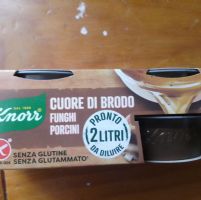 Knorr
CUORE DI BRODO
FUNGHI
PORCINI
PRONTO
2 LITRI
DA DILUIRE
SENZA GLUTINE
SENZA GLUTAMMATO